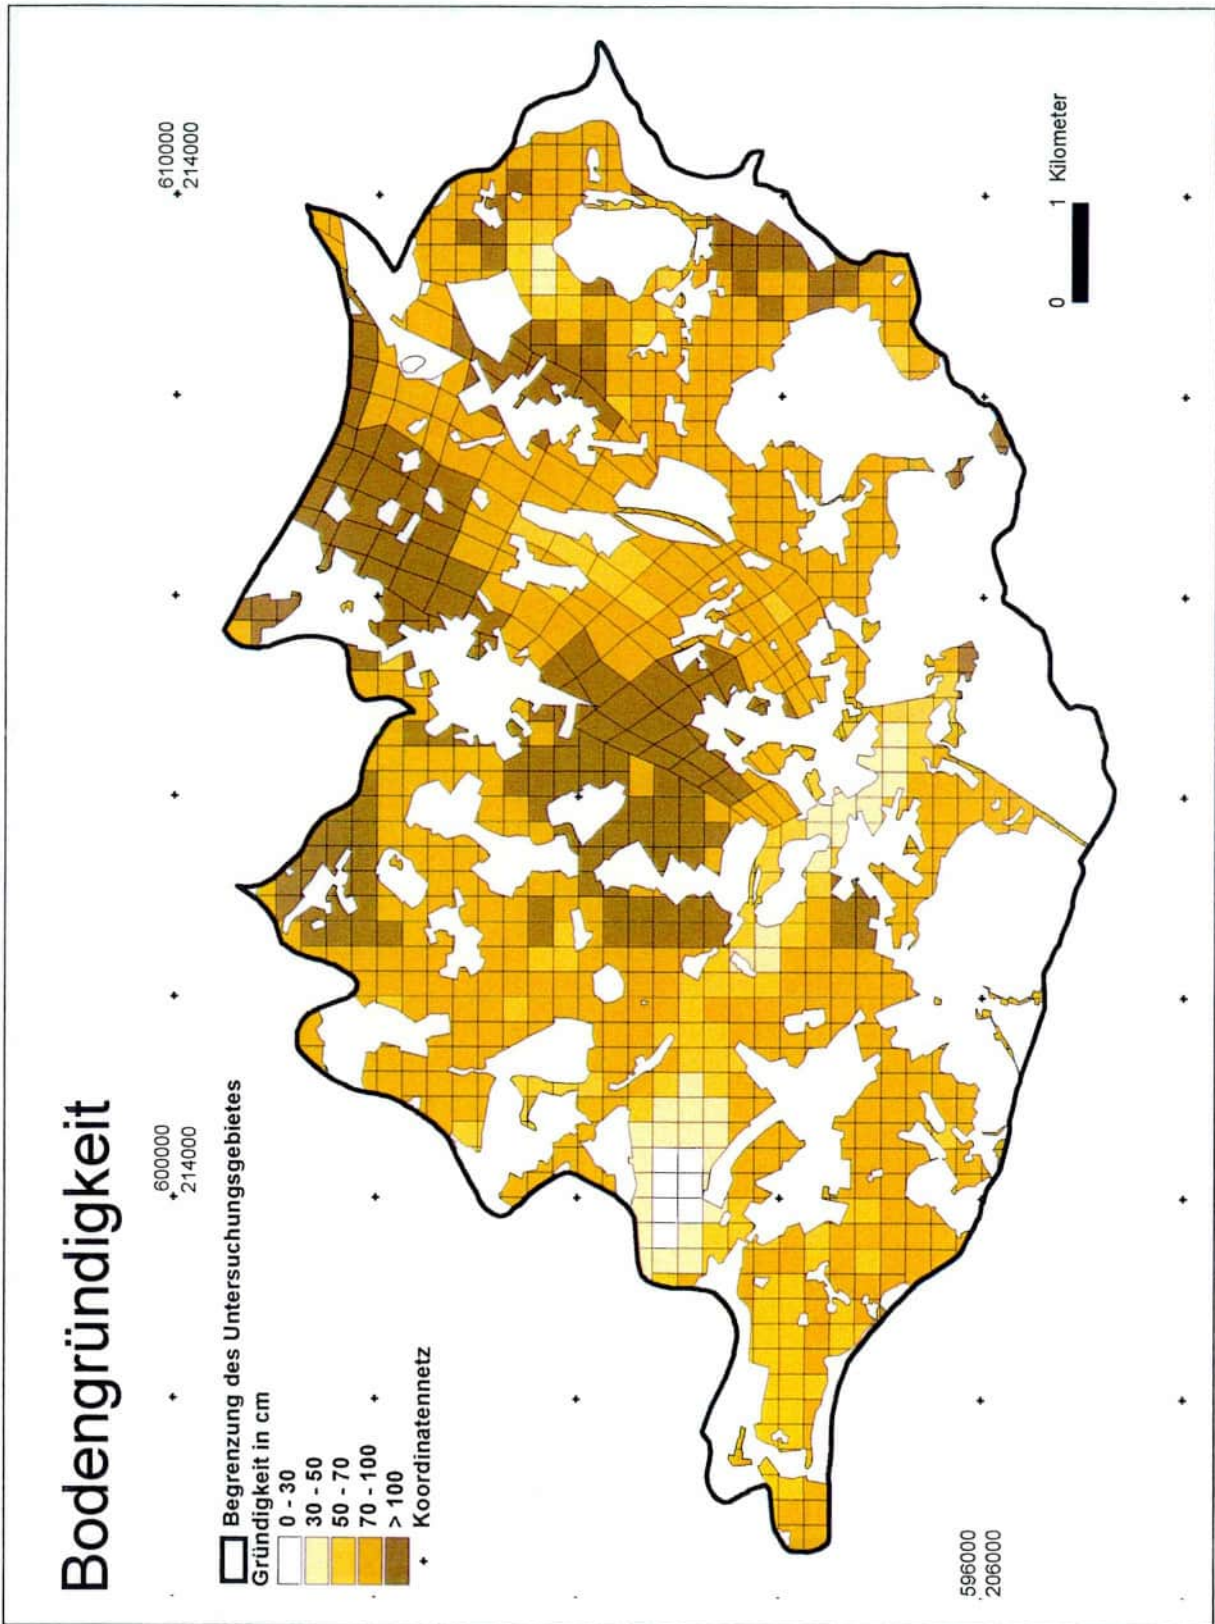 Bodengründigkeit
Begrenzung des Untersuchungsgebietes
Gründigkeit in cm
0 - 30
30 - 50
50 - 70
70 - 100
> 100
Koordinatennetz
600000
214000
610000
214000
596000
206000
0 1 Kilometer